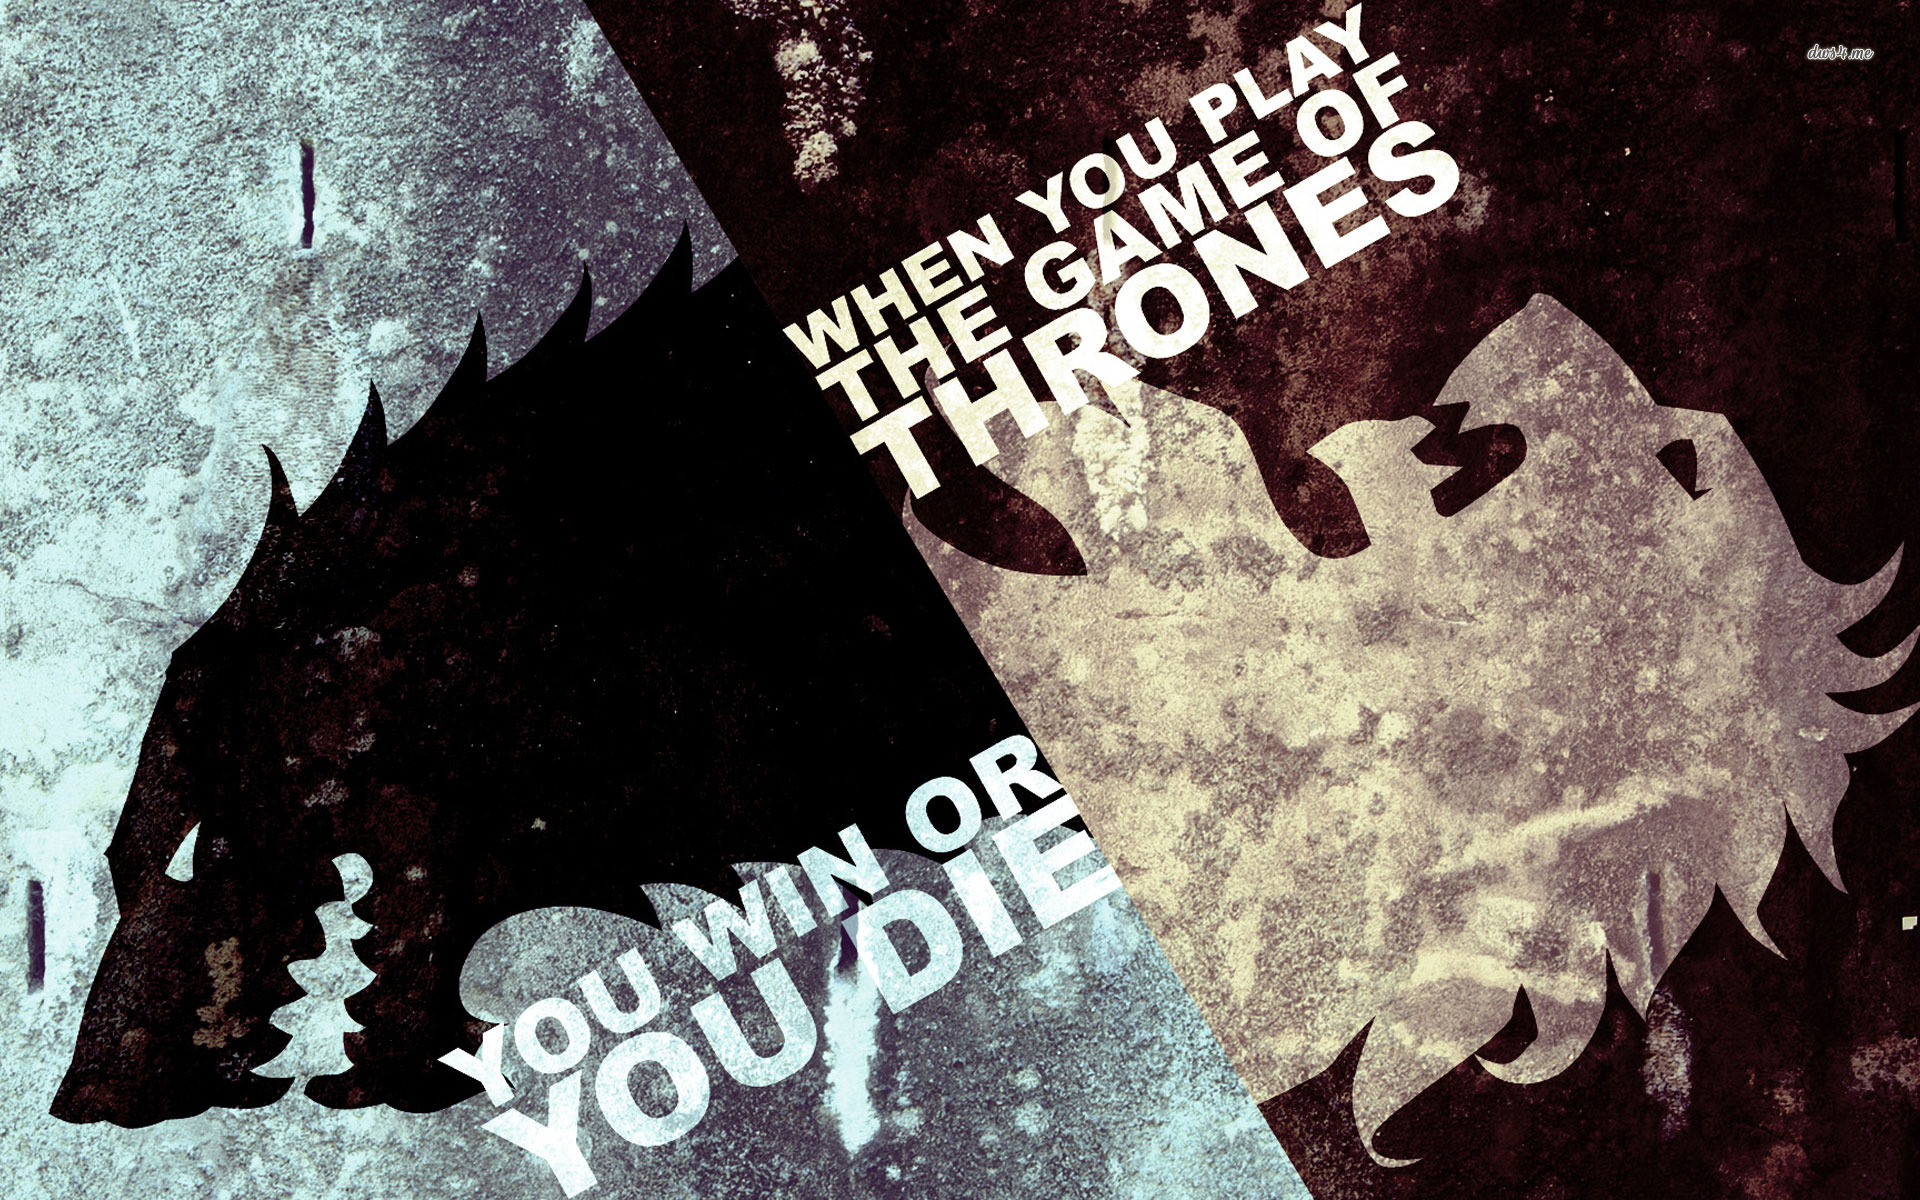 WHEN YOU PLAY
THE GAME OF
THRONES
YOU WIN OR
YOU DIE
dws4.me